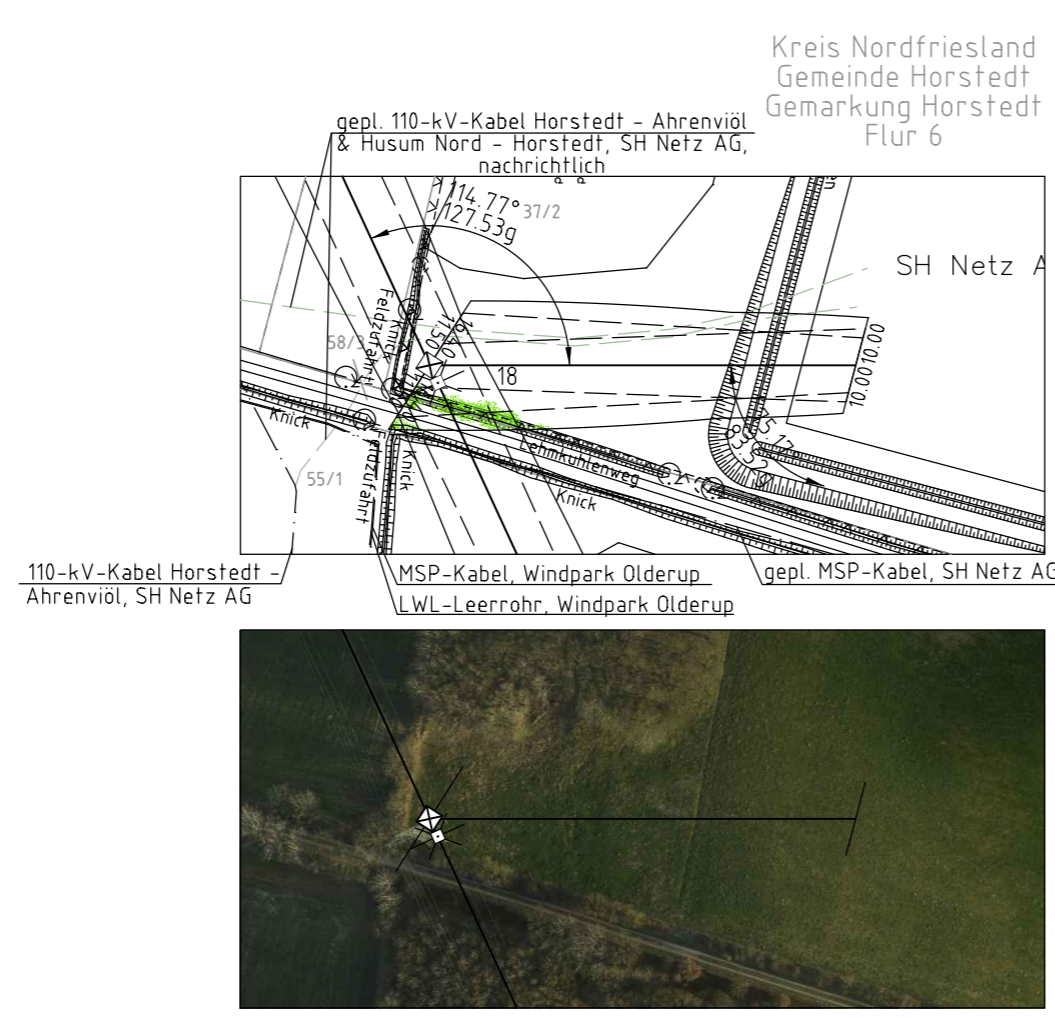 Kreis Nordfriesland
Gemeinde Horstedt
Gemarkung Horstedt
Flur 6
gepl. 110-kV-Kabel Horstedt - Ahrenviöl
& Husum Nord - Horstedt, SH Netz AG,
nachrichtlich
114.77°
127.53g
37/2
SH Netz A
Feldzufahrt
Knick
58/3
18
10.00
10.00
Knick
Feldzufahrt
Knick
55/1
Lehmkuhlenweg
Knick
110-kV-Kabel Horstedt -
Ahrenviöl, SH Netz AG
MSP-Kabel, Windpark Olderup
LWL-Leerrohr, Windpark Olderup
gepl. MSP-Kabel, SH Netz AG